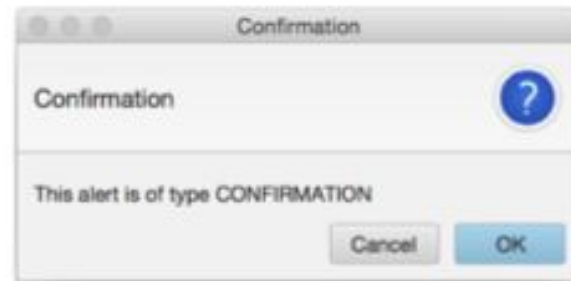 Confirmation
Confirmation
?
This alert is of type CONFIRMATION
Cancel OK